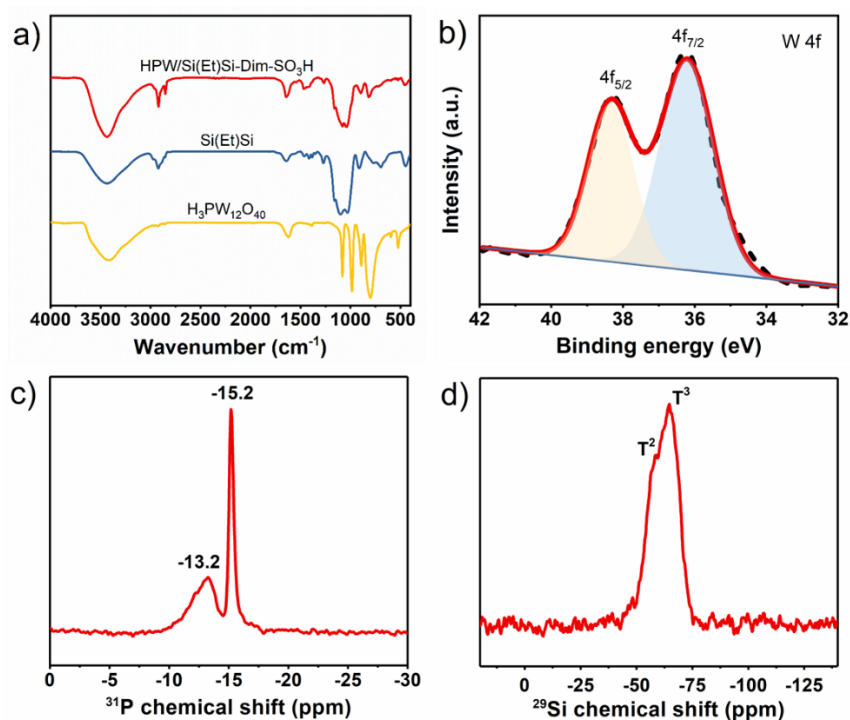 a)
HPW/Si(Et)Si-Dim-SO₃H
Si(Et)Si
H₃PW₁₂O₄₀
4000 3500 3000 2500 2000 1500 1000 500
Wavenumber (cm⁻¹)
b)
W 4f
4f₅/₂
4f₇/₂
Intensity (a.u.)
42 40 38 36 34 32
Binding energy (eV)
c)
-15.2
-13.2
0 -5 -10 -15 -20 -25 -30
³¹P chemical shift (ppm)
d)
T³
T²
0 -25 -50 -75 -100 -125
²⁹Si chemical shift (ppm)